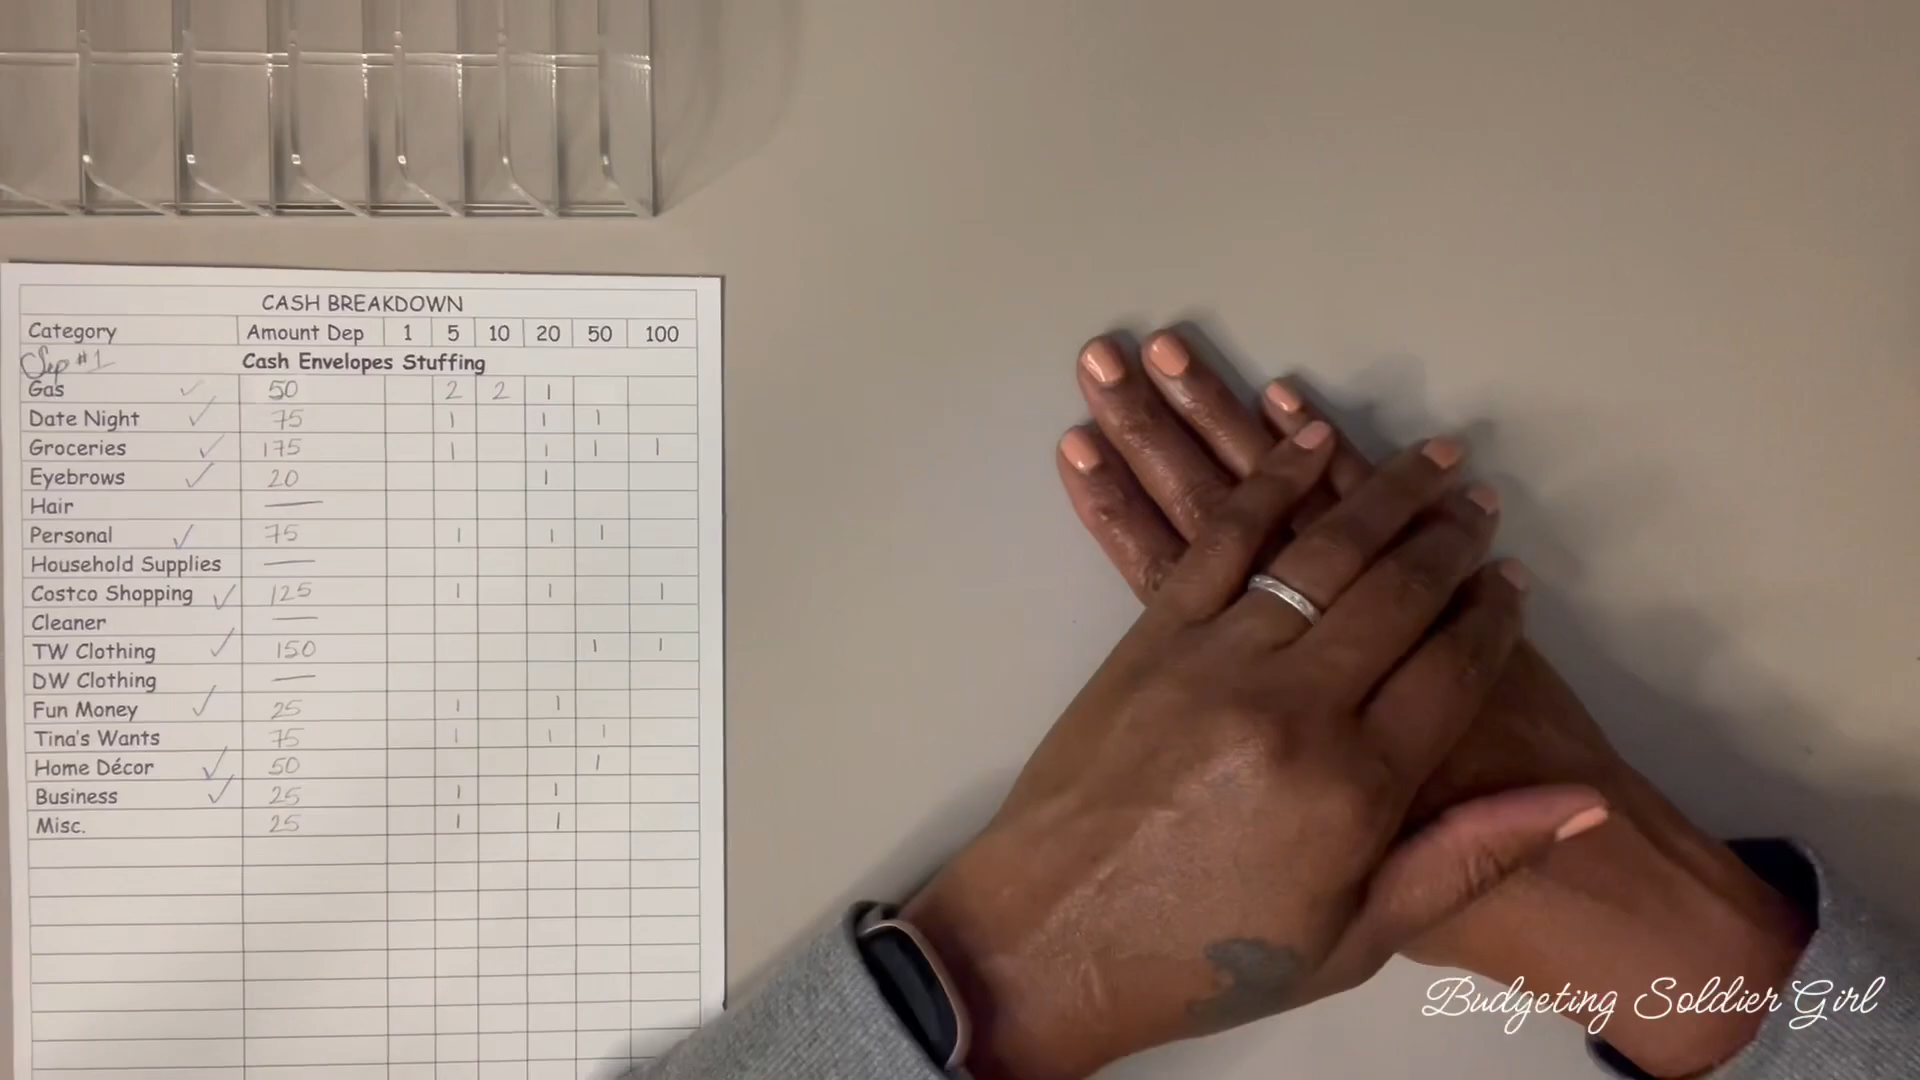 CASH BREAKDOWN
Category Amount Dep 1 5 10 20 50 100
Sep #1 Cash Envelopes Stuffing
Gas ✓ 50 2 2 1
Date Night ✓ 75 1 1 1
Groceries ✓ 175 1 1 1 1
Eyebrows ✓ 20 1
Hair —
Personal ✓ 75 1 1 1
Household Supplies —
Costco Shopping ✓ 125 1 1 1
Cleaner —
TW Clothing ✓ 150 1 1
DW Clothing —
Fun Money ✓ 25 1 1
Tina's Wants 75 1 1 1
Home Décor ✓ 50 1
Business ✓ 25 1 1
Misc. 25 1 1
Budgeting Soldier Girl